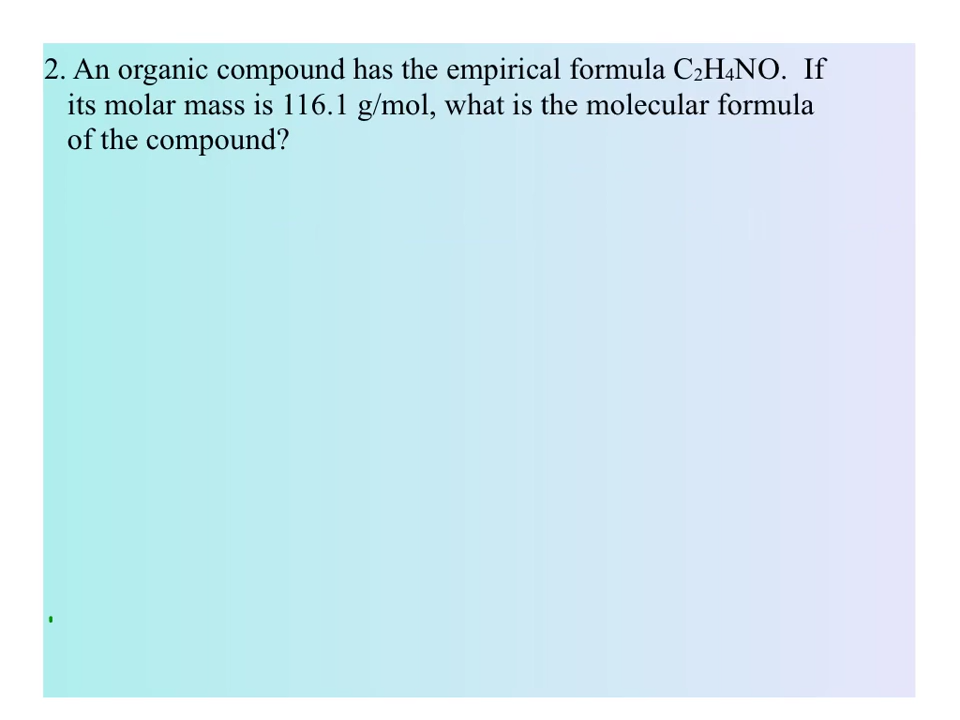 2. An organic compound has the empirical formula C₂H₄NO. If
its molar mass is 116.1 g/mol, what is the molecular formula
of the compound?